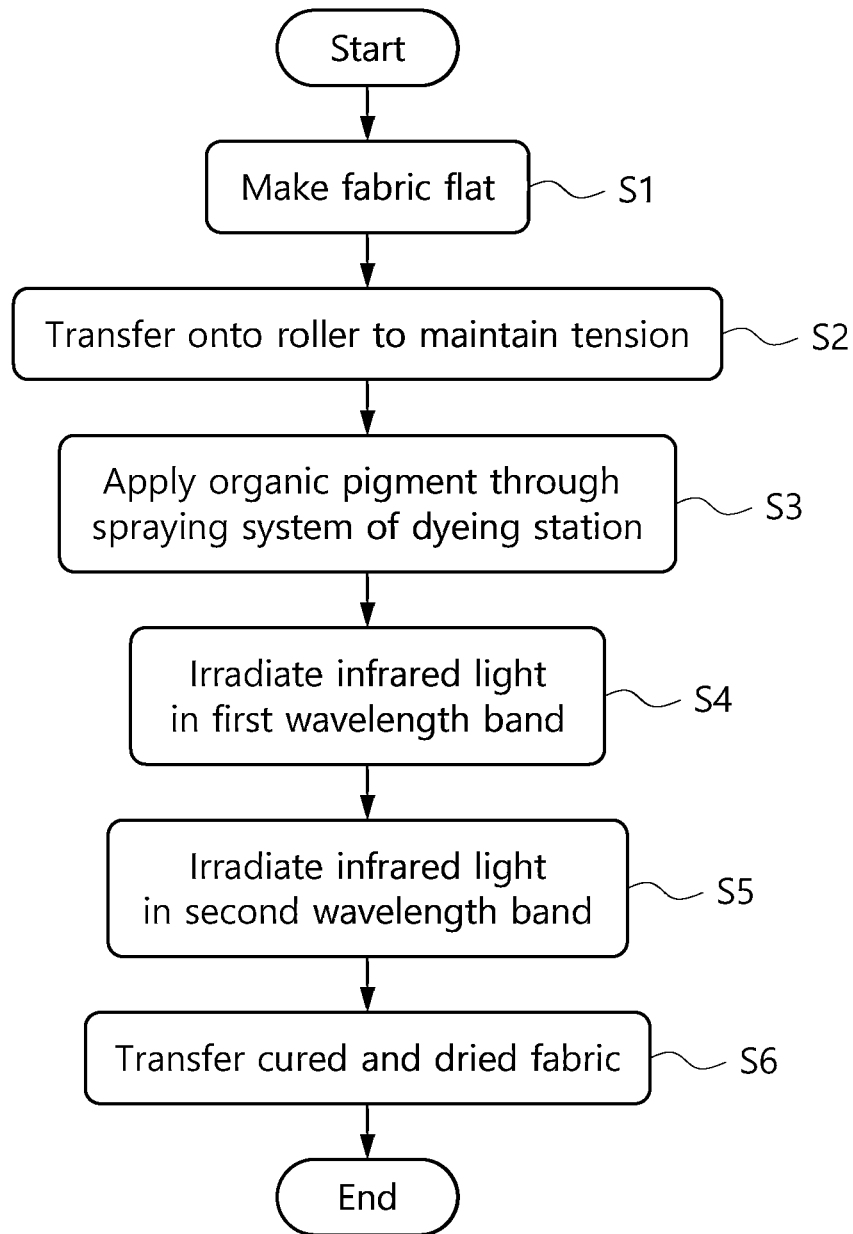 Start
Make fabric flat
S1
Transfer onto roller to maintain tension
S2
Apply organic pigment through
spraying system of dyeing station
S3
Irradiate infrared light
in first wavelength band
S4
Irradiate infrared light
in second wavelength band
S5
Transfer cured and dried fabric
S6
End